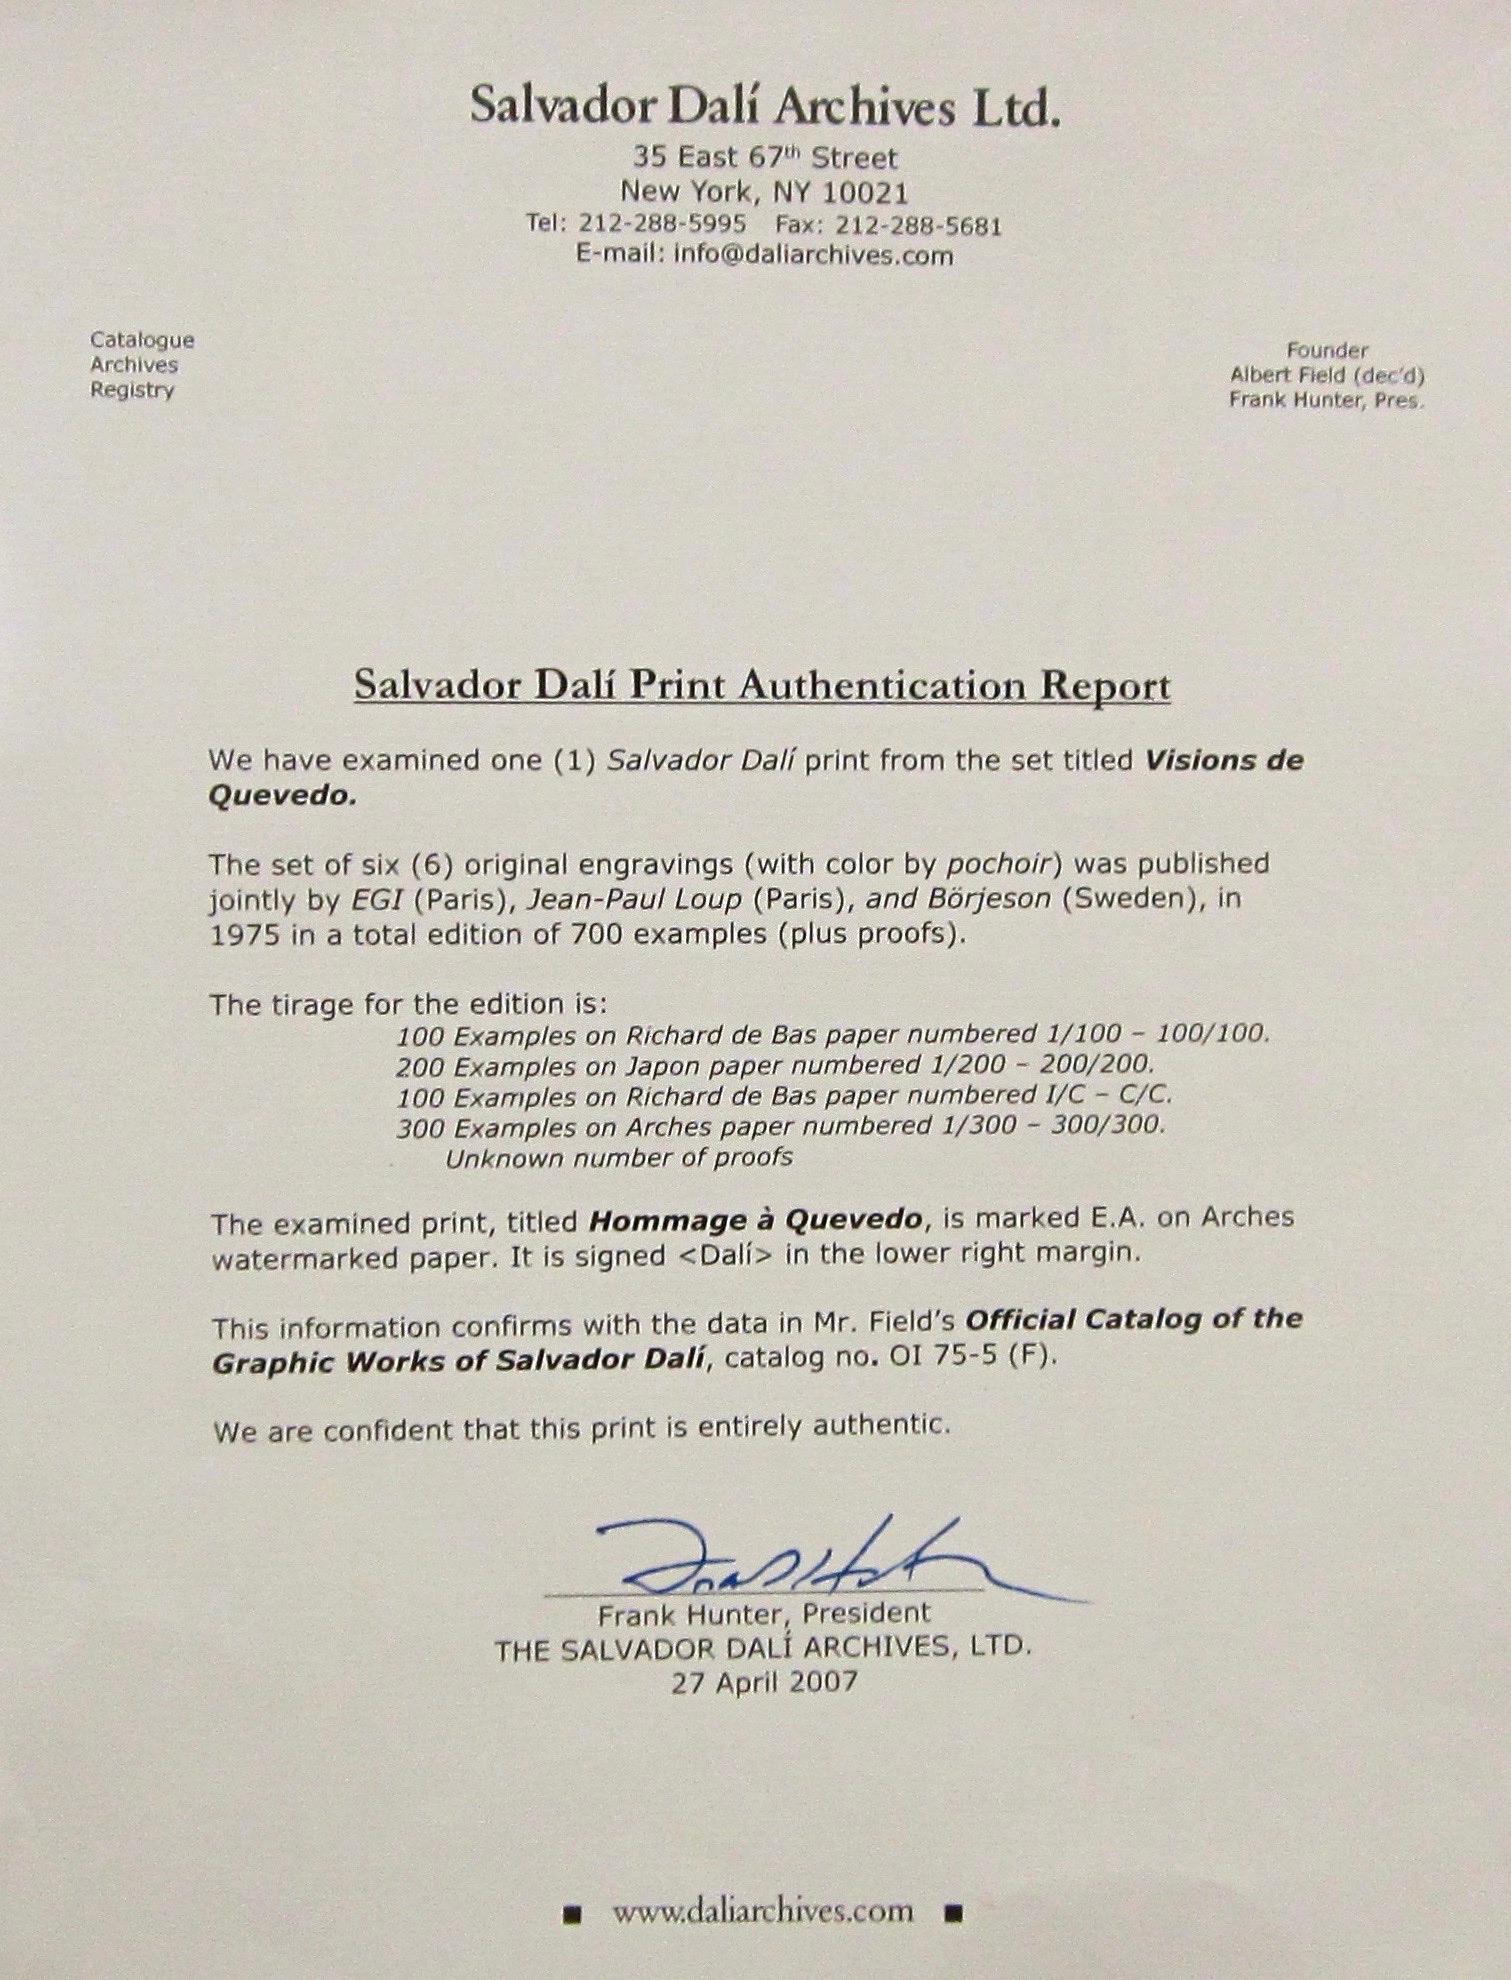 Salvador Dalí Archives Ltd.
35 East 67th Street
New York, NY 10021
Tel: 212-288-5995 Fax: 212-288-5681
E-mail: info@daliarchives.com
Catalogue
Archives
Registry
Founder
Albert Field (dec'd)
Frank Hunter, Pres.
Salvador Dalí Print Authentication Report
We have examined one (1) Salvador Dalí print from the set titled Visions de
Quevedo.
The set of six (6) original engravings (with color by pochoir) was published
jointly by EGI (Paris), Jean-Paul Loup (Paris), and Börjeson (Sweden), in
1975 in a total edition of 700 examples (plus proofs).
The tirage for the edition is:
100 Examples on Richard de Bas paper numbered 1/100 – 100/100.
200 Examples on Japon paper numbered 1/200 – 200/200.
100 Examples on Richard de Bas paper numbered I/C – C/C.
300 Examples on Arches paper numbered 1/300 – 300/300.
Unknown number of proofs
The examined print, titled Hommage à Quevedo, is marked E.A. on Arches
watermarked paper. It is signed <Dalí> in the lower right margin.
This information confirms with the data in Mr. Field's Official Catalog of the
Graphic Works of Salvador Dalí, catalog no. OI 75-5 (F).
We are confident that this print is entirely authentic.
Frank Hunter, President
THE SALVADOR DALÍ ARCHIVES, LTD.
27 April 2007
www.daliarchives.com